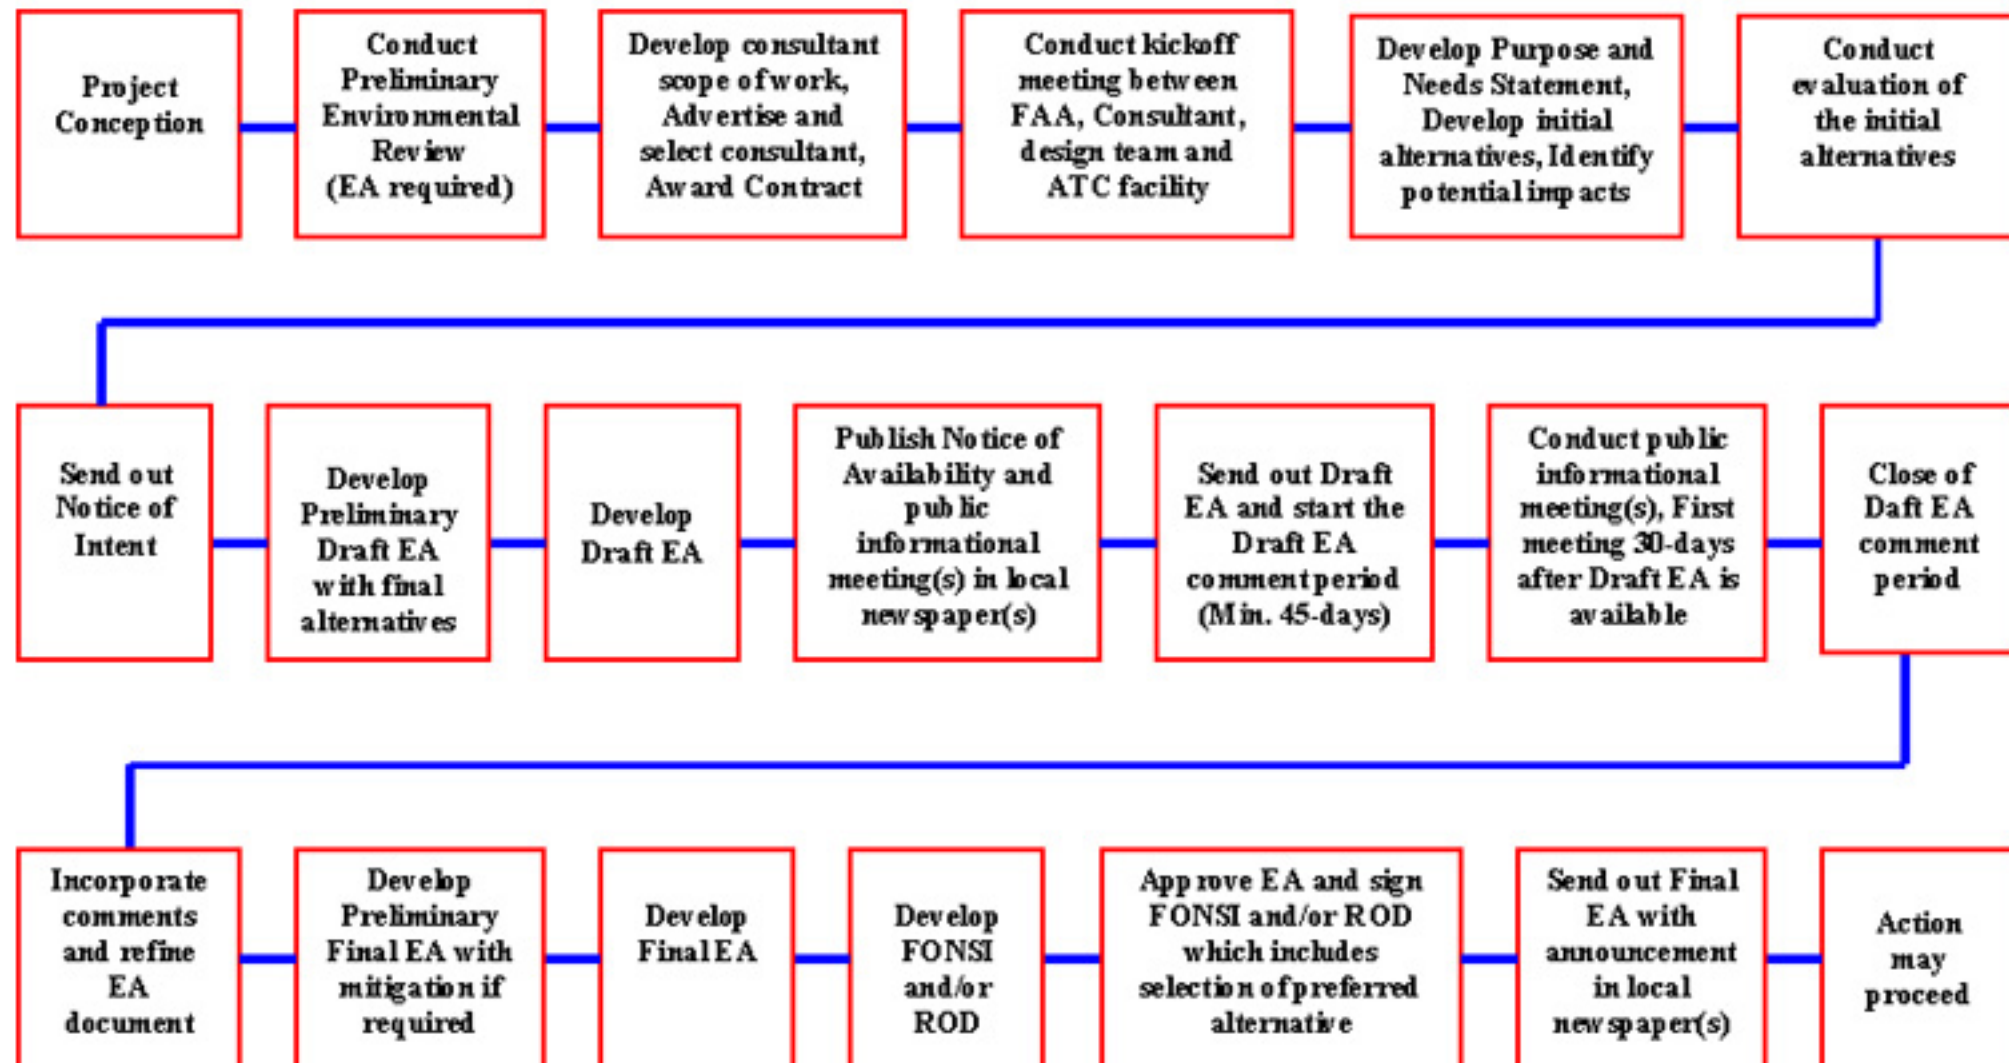 Project
Conception
Conduct
Preliminary
Environmental
Review
(EA required)
Develop consultant
scope of work,
Advertise and
select consultant,
Award Contract
Conduct kickoff
meeting between
FAA, Consultant,
design team and
ATC facility
Develop Purpose and
Needs Statement,
Develop initial
alternatives, Identify
potential impacts
Conduct
evaluation of
the initial
alternatives
Send out
Notice of
Intent
Develop
Preliminary
Draft EA
with final
alternatives
Develop
Draft EA
Publish Notice of
Availability and
public
informational
meeting(s) in local
newspaper(s)
Send out Draft
EA and start the
Draft EA
comment period
(Min. 45-days)
Conduct public
informational
meeting(s), First
meeting 30-days
after Draft EA is
available
Close of
Daft EA
comment
period
Incorporate
comments
and refine
EA
document
Develop
Preliminary
Final EA with
mitigation if
required
Develop
Final EA
Develop
FONSI
and/or
ROD
Approve EA and sign
FONSI and/or ROD
which includes
selection of preferred
alternative
Send out Final
EA with
announcement
in local
newspaper(s)
Action
may
proceed